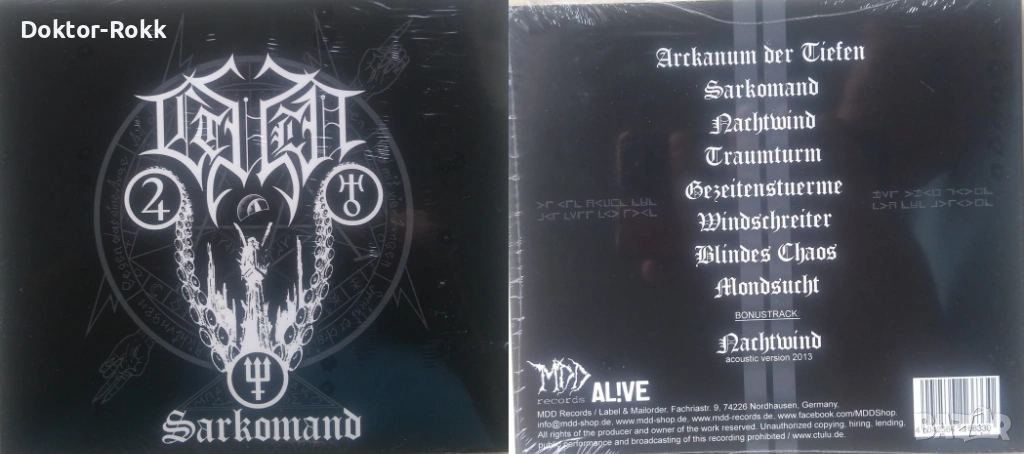 Doktor-Rokk
Sarkomand
Arckanum der Tiefen
Sarkomand
Nachtwind
Traumturm
Gezeitenstuerme
Windschreiter
Blindes Chaos
Mondsucht
BONUSTRACK:
Nachtwind
acoustic version 2013
MDD records
AL!VE
MDD Records / Label & Mailorder, Fachriastr. 9, 74226 Nordhausen, Germany,
info@mdd-shop.de, www.mdd-shop.de, www.mdd-records.de, www.facebook.com/MDDShop.
All rights of the producer and owner of the work reserved. Unauthorized copying, hiring, lending,
public performance and broadcasting of this recording prohibited / www.ctulu.de.
BAZAR